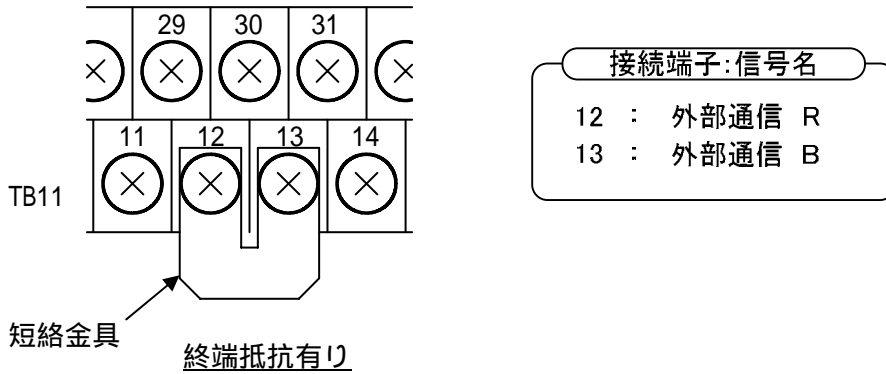 29 30 31
11 12 13 14
TB11
短絡金具
終端抵抗有り
接続端子:信号名
12 : 外部通信 R
13 : 外部通信 B